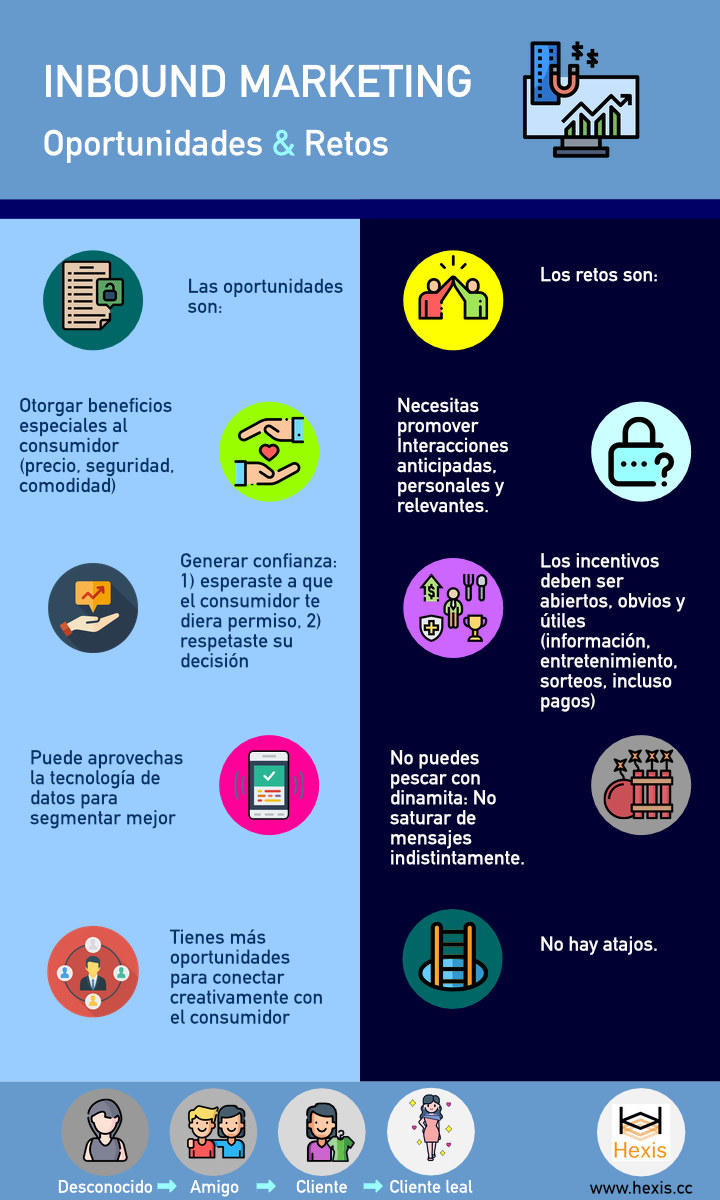 INBOUND MARKETING
Oportunidades & Retos
Las oportunidades
son:
Otorgar beneficios
especiales al
consumidor
(precio, seguridad,
comodidad)
Generar confianza:
1) esperaste a que
el consumidor te
diera permiso, 2)
respetaste su
decisión
Puede aprovechas
la tecnología de
datos para
segmentar mejor
Tienes más
oportunidades
para conectar
creativamente con
el consumidor
Los retos son:
Necesitas
promover
Interacciones
anticipadas,
personales y
relevantes.
Los incentivos
deben ser
abiertos, obvios y
útiles
(información,
entretenimiento,
sorteos, incluso
pagos)
No puedes
pescar con
dinamita: No
saturar de
mensajes
indistintamente.
No hay atajos.
Desconocido Amigo Cliente Cliente leal
Hexis
www.hexis.cc